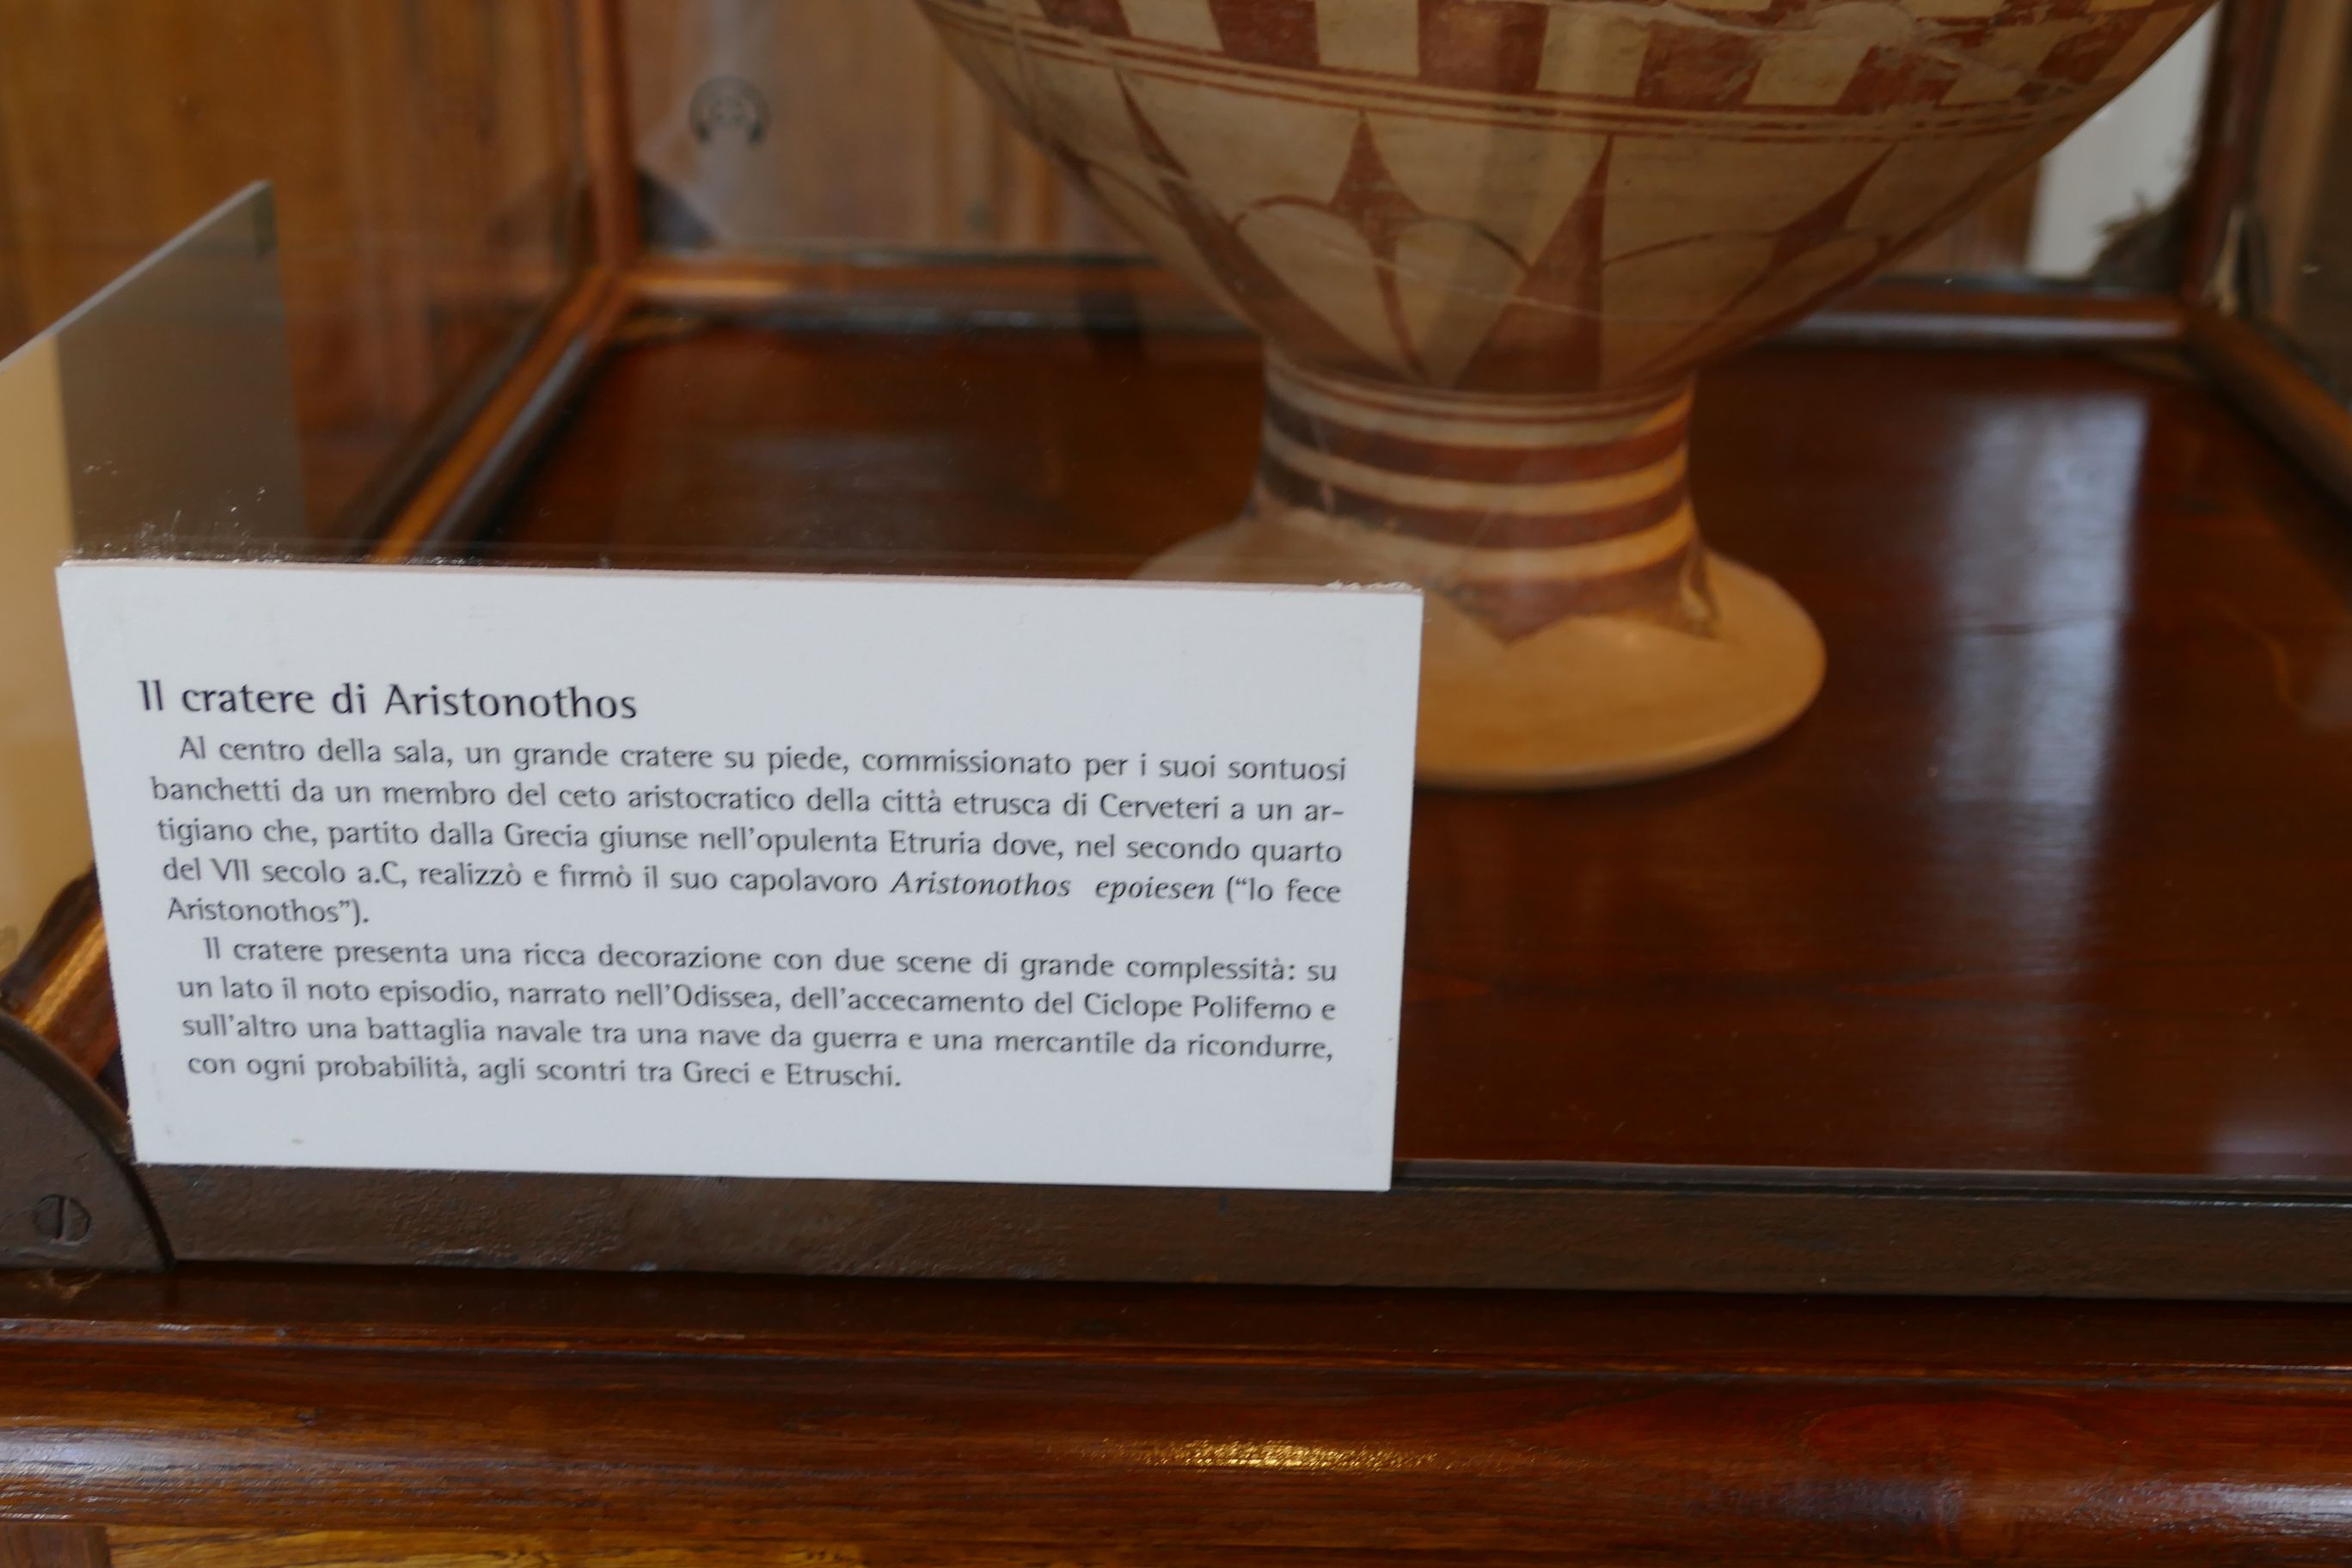 Il cratere di Aristonothos
Al centro della sala, un grande cratere su piede, commissionato per i suoi sontuosi
banchetti da un membro del ceto aristocratico della città etrusca di Cerveteri a un ar-
tigiano che, partito dalla Grecia giunse nell'opulenta Etruria dove, nel secondo quarto
del VII secolo a.C, realizzò e firmò il suo capolavoro Aristonothos epoiesen (“lo fece
Aristonothos”).
Il cratere presenta una ricca decorazione con due scene di grande complessità: su
un lato il noto episodio, narrato nell'Odissea, dell'accecamento del Ciclope Polifemo e
sull'altro una battaglia navale tra una nave da guerra e una mercantile da ricondurre,
con ogni probabilità, agli scontri tra Greci e Etruschi.